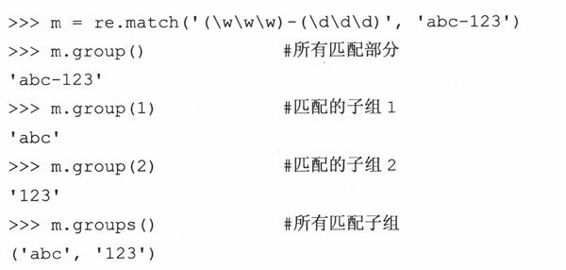 >>> m = re.match('(\w\w\w)-(\d\d\d)', 'abc-123')
>>> m.group() #所有匹配部分
'abc-123'
>>> m.group(1) #匹配的子组 1
'abc'
>>> m.group(2) #匹配的子组 2
'123'
>>> m.groups() #所有匹配子组
('abc', '123')